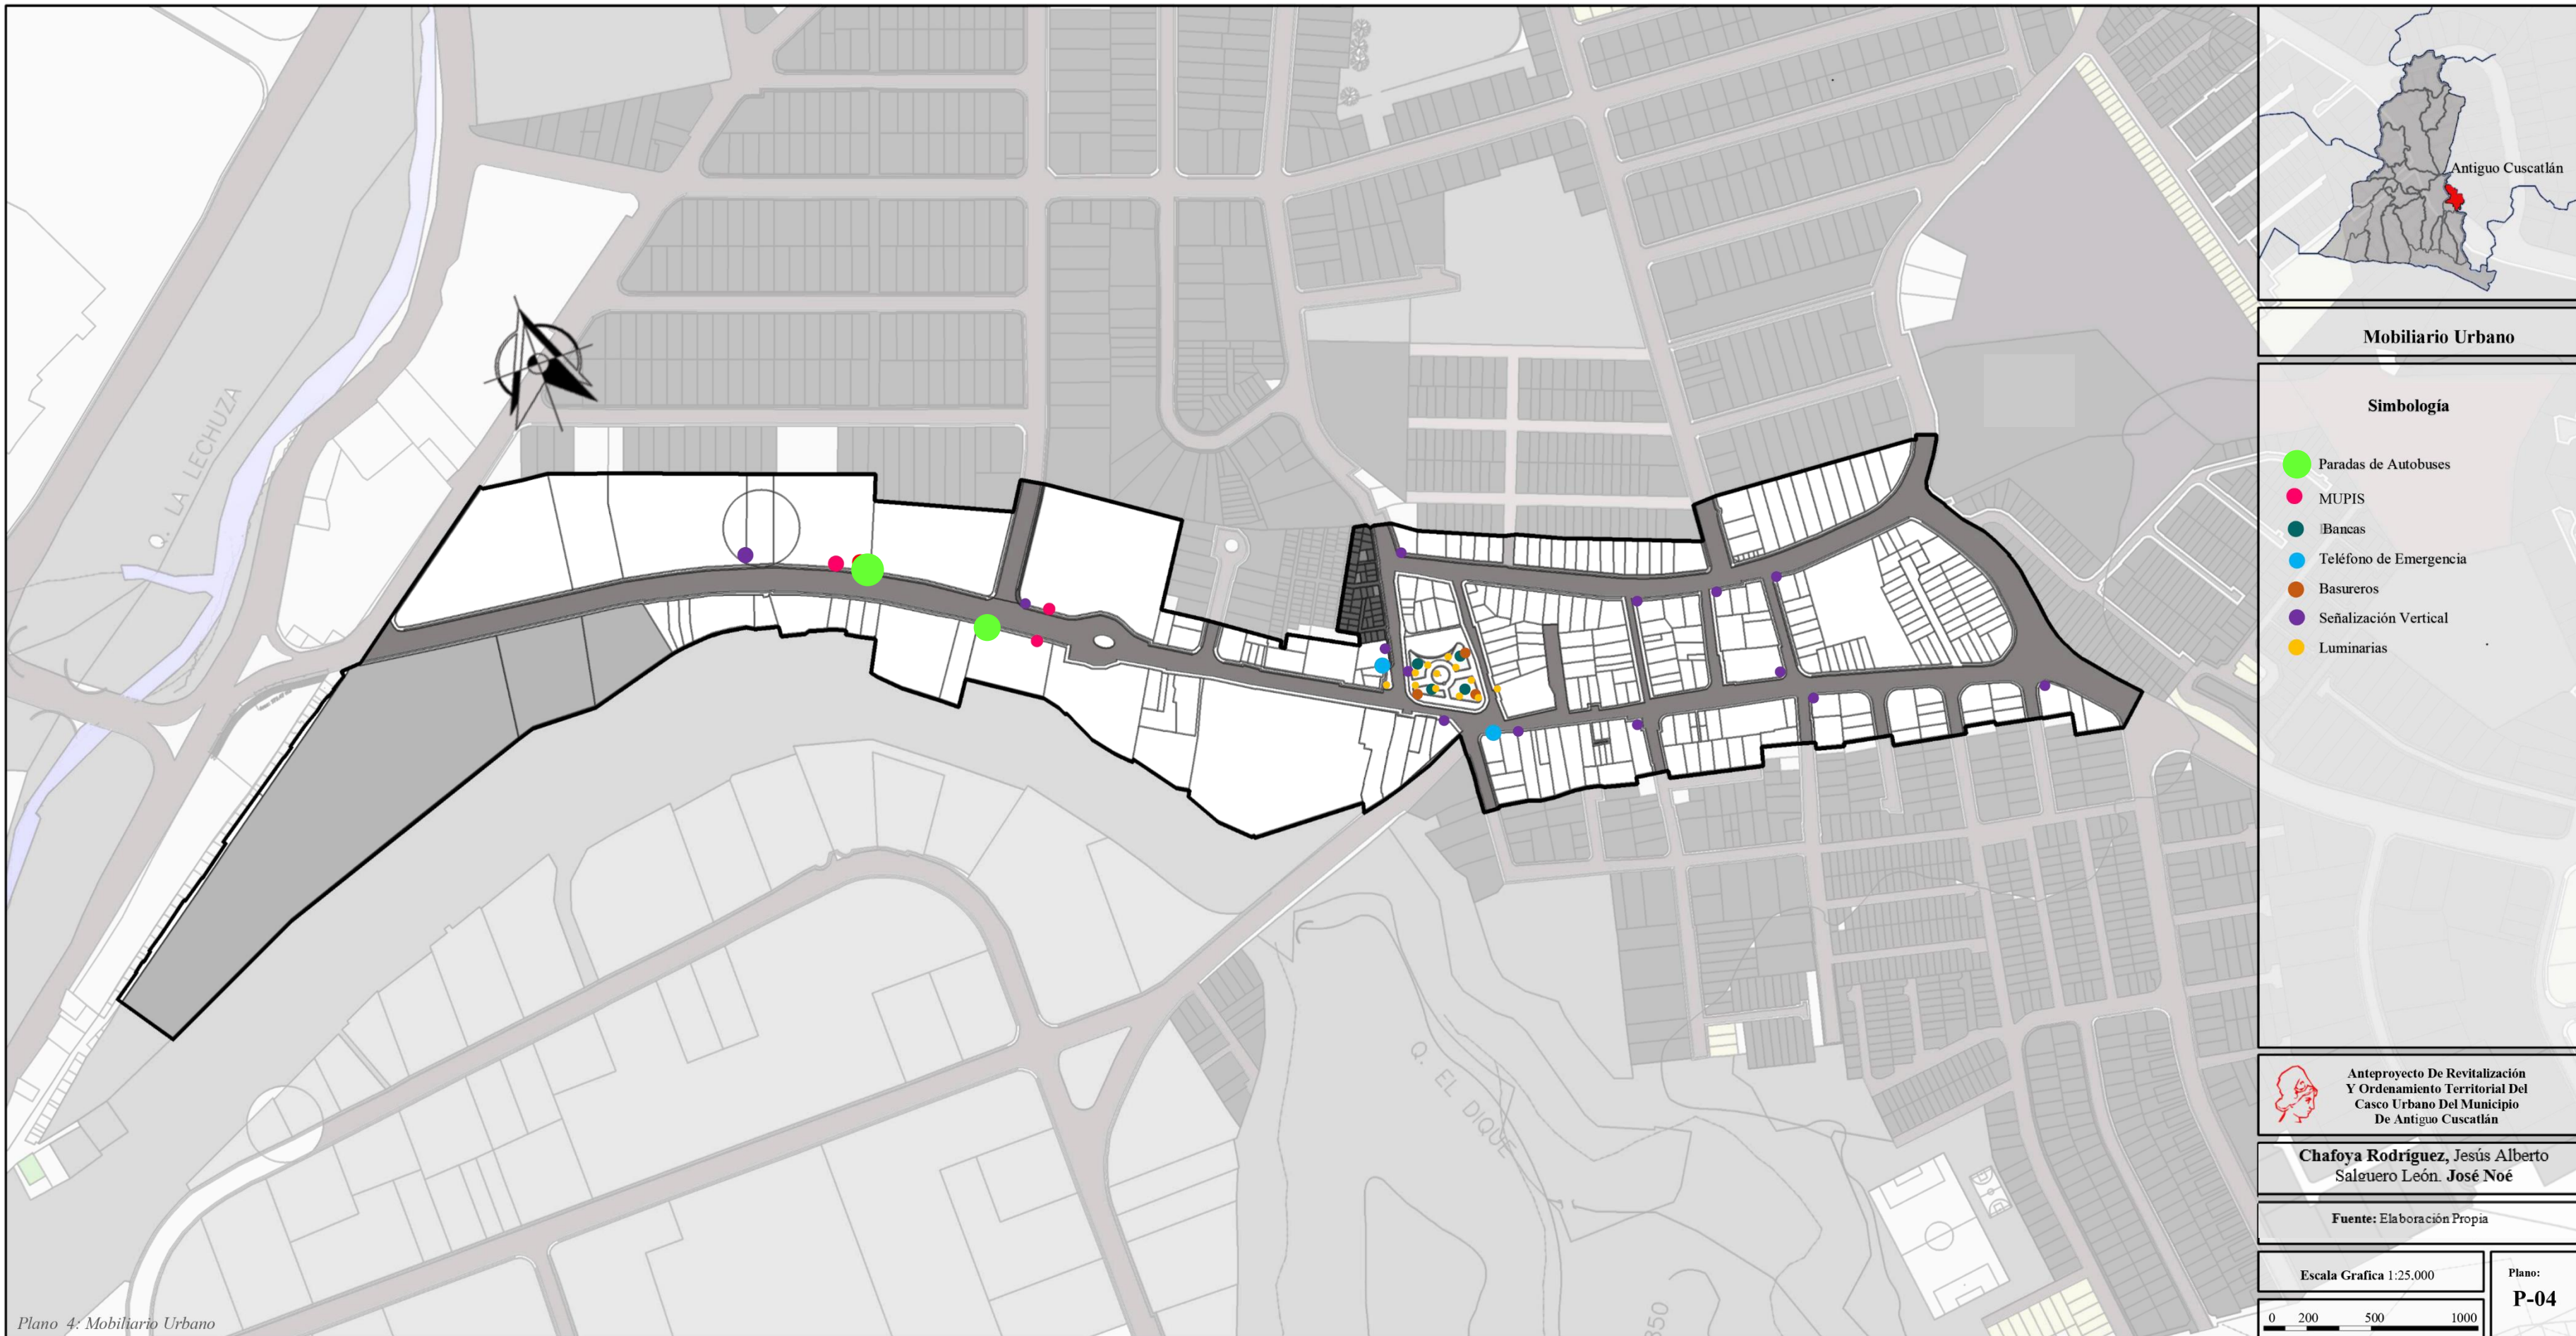 Q. LA LECHUZA
Q. EL DIQUE
850
Plano 4: Mobiliario Urbano
Antiguo Cuscatlán
Mobiliario Urbano
Simbología
Paradas de Autobuses
MUPIS
Bancas
Teléfono de Emergencia
Basureros
Señalización Vertical
Luminarias
Anteproyecto De Revitalización
Y Ordenamiento Territorial Del
Casco Urbano Del Municipio
De Antiguo Cuscatlán
Chafoya Rodríguez, Jesús Alberto
Salguero León. José Noé
Fuente: Elaboración Propia
Escala Grafica 1:25.000
0 200 500 1000
Plano:
P-04